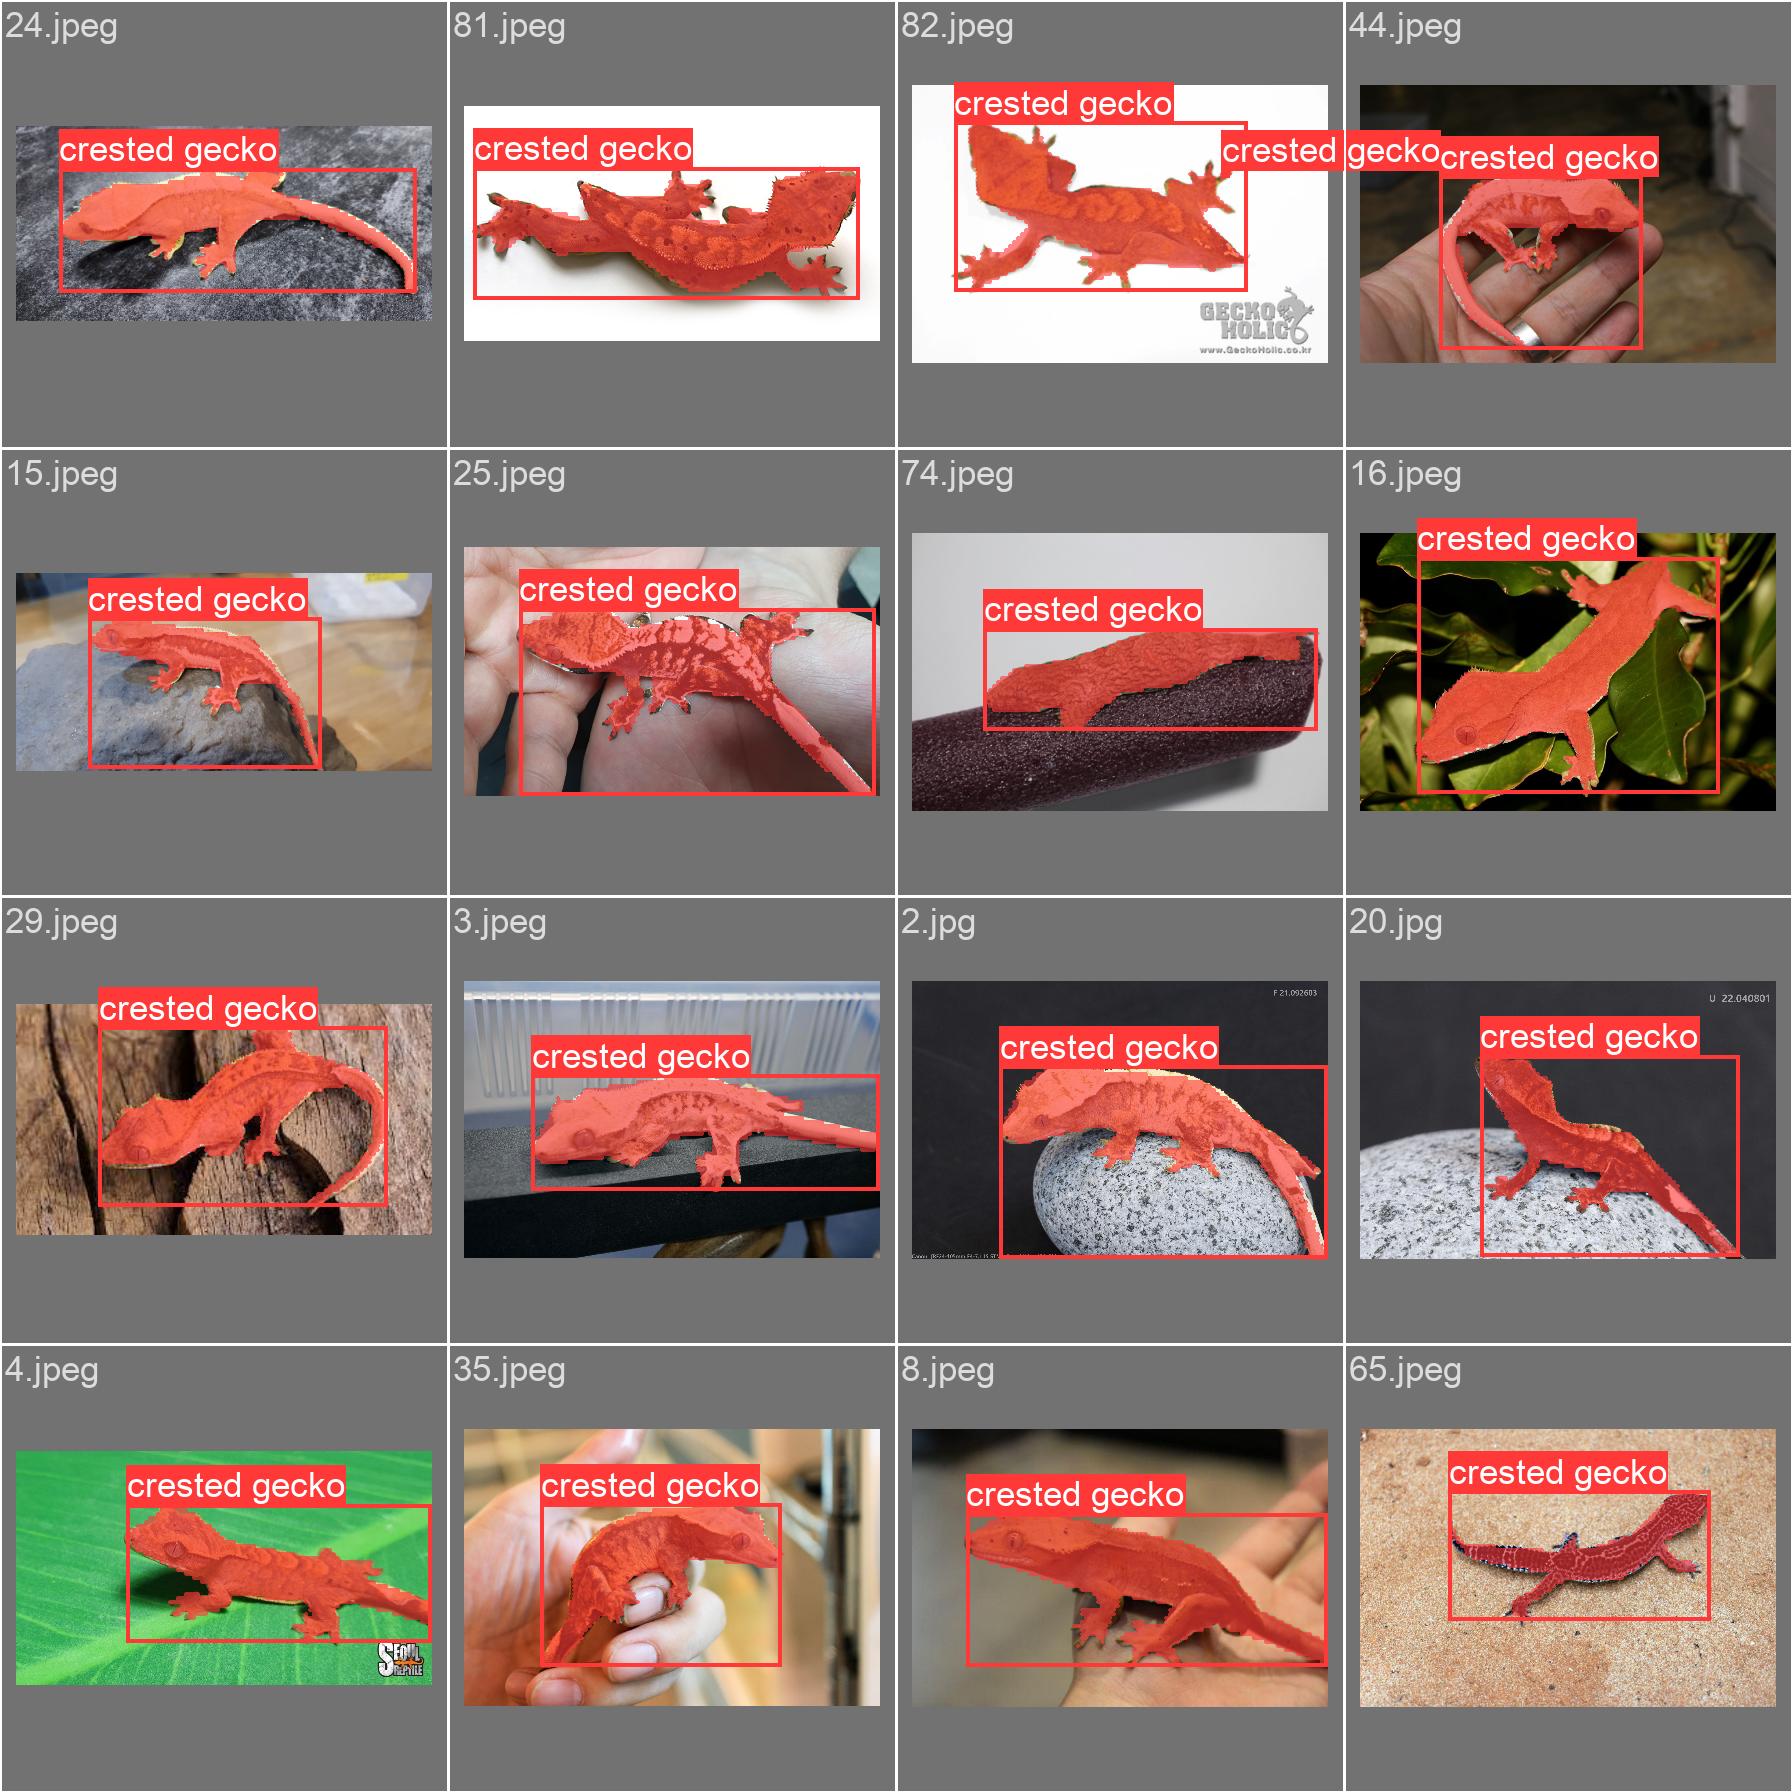 24.jpeg
81.jpeg
82.jpeg
44.jpeg
crested gecko
crested gecko
crested gecko
crested gecko
crested gecko
GECKO
HOLIC
www.GeckoHolic.co.kr
15.jpeg
25.jpeg
74.jpeg
16.jpeg
crested gecko
crested gecko
crested gecko
crested gecko
29.jpeg
3.jpeg
2.jpg
20.jpg
F 21.092603
U 22.040801
crested gecko
crested gecko
crested gecko
crested gecko
4.jpeg
35.jpeg
8.jpeg
65.jpeg
crested gecko
crested gecko
crested gecko
crested gecko
SEOUL
REPTILE